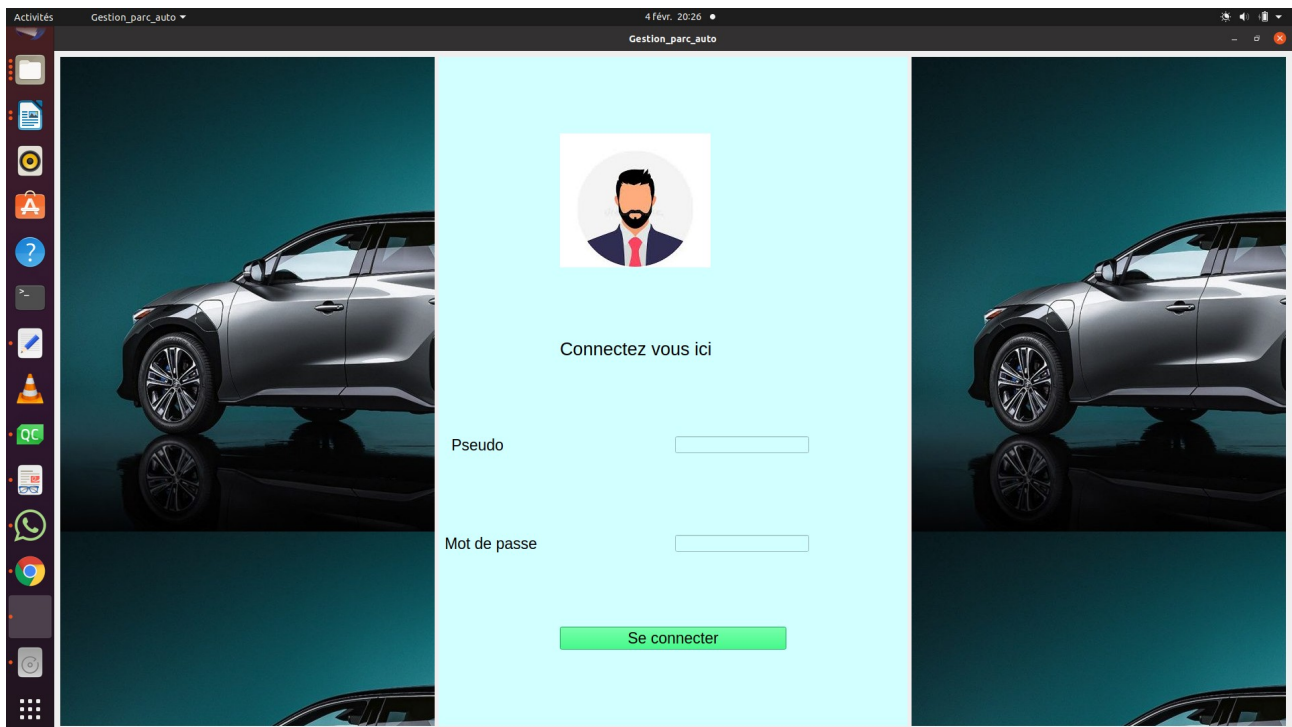 Activités Gestion_parc_auto 4 févr. 20:26
Gestion_parc_auto
Connectez vous ici
Pseudo
Mot de passe
Se connecter
QC